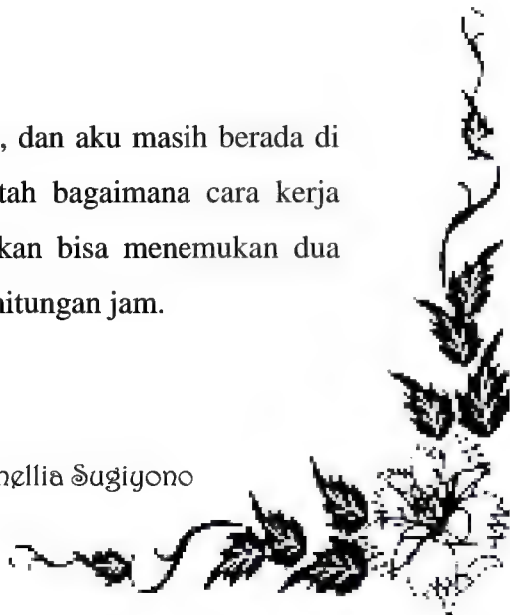 , dan aku masih berada di
tah bagaimana cara kerja
kan bisa menemukan dua
hitungan jam.
hellia Sugiyono